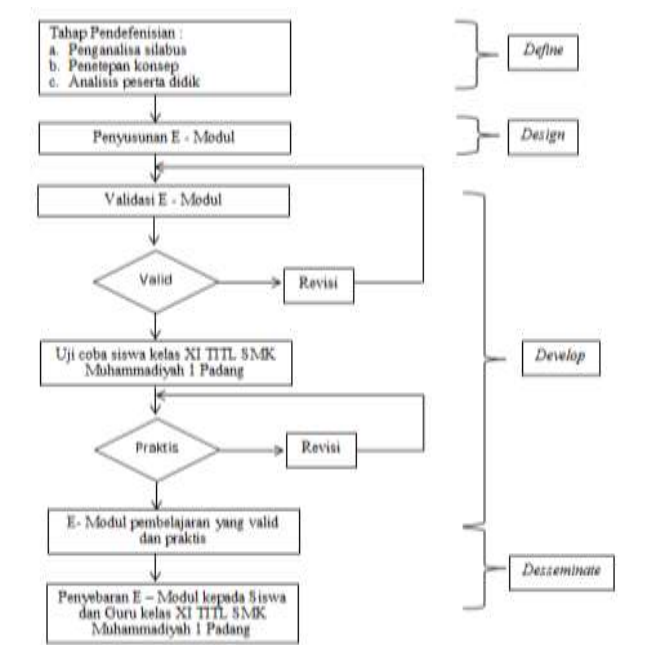 Tahap Pendefenisian :
a. Penganalisa silabus
b. Penetepan konsep
c. Analisis peserta didik
Define
Penyusunan E - Modul
Design
Validasi E - Modul
Valid
Revisi
Uji coba siswa kelas XI TITL SMK
Muhammadiyah 1 Padang
Develop
Praktis
Revisi
E- Modul pembelajaran yang valid
dan praktis
Desseminate
Penyebaran E – Modul kepada Siswa
dan Guru kelas XI TITL SMK
Muhammadiyah 1 Padang